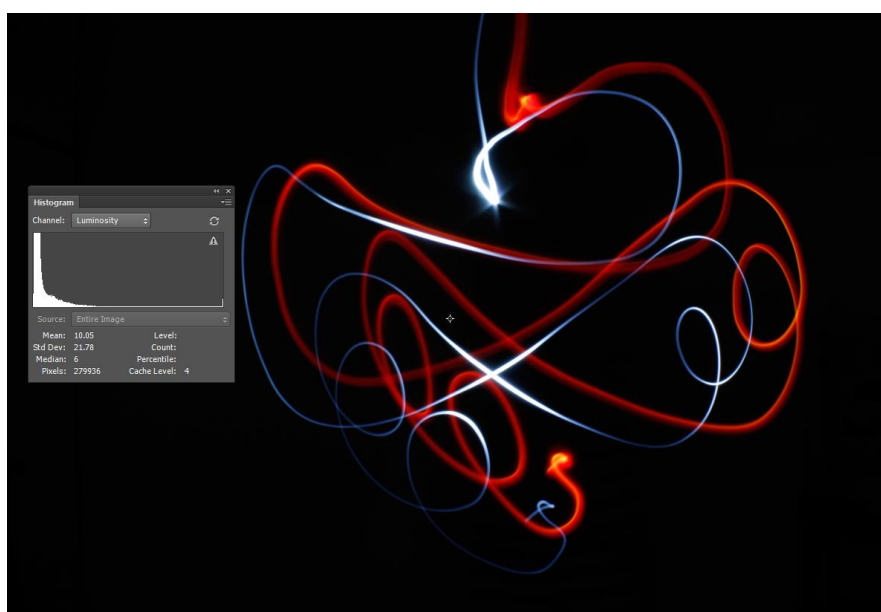 Histogram
Channel: Luminosity
Source: Entire Image
Mean: 10.05 Level:
Std Dev: 21.78 Count:
Median: 6 Percentile:
Pixels: 279936 Cache Level: 4